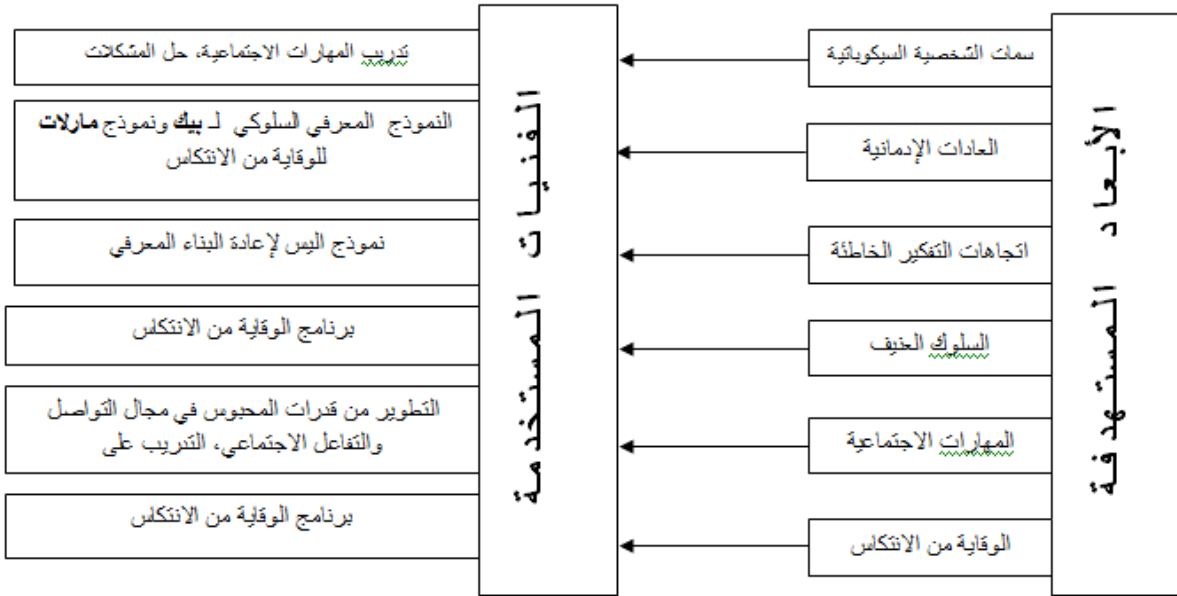 الأبعاد المستهدفة
سمات الشخصية السيكوباتية
العادات الإدمانية
اتجاهات التفكير الخاطئة
السلوك العنيف
المهارات الاجتماعية
الوقاية من الانتكاس
الفنيات المستخدمة
تدريب المهارات الاجتماعية، حل المشكلات
النموذج المعرفي السلوكي لـ بيك ونموذج مارلات
للوقاية من الانتكاس
نموذج اليس لإعادة البناء المعرفي
برنامج الوقاية من الانتكاس
التطوير من قدرات المحبوس في مجال التواصل
والتفاعل الاجتماعي، التدريب على
برنامج الوقاية من الانتكاس